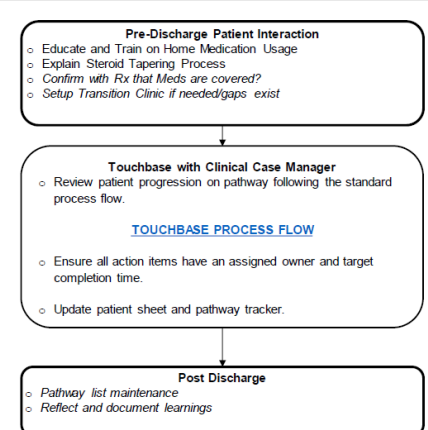 Pre-Discharge Patient Interaction
o Educate and Train on Home Medication Usage
o Explain Steroid Tapering Process
o Confirm with Rx that Meds are covered?
o Setup Transition Clinic if needed/gaps exist
Touchbase with Clinical Case Manager
o Review patient progression on pathway following the standard
process flow.
TOUCHBASE PROCESS FLOW
o Ensure all action items have an assigned owner and target
completion time.
o Update patient sheet and pathway tracker.
Post Discharge
o Pathway list maintenance
o Reflect and document learnings